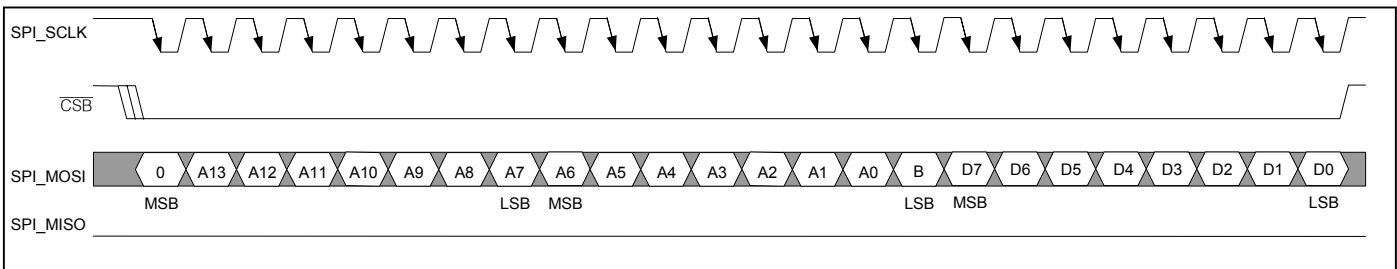 SPI_SCLK
CSB
SPI_MOSI 0 A13 A12 A11 A10 A9 A8 A7 A6 A5 A4 A3 A2 A1 A0 B D7 D6 D5 D4 D3 D2 D1 D0
MSB LSB MSB LSB MSB LSB
SPI_MISO